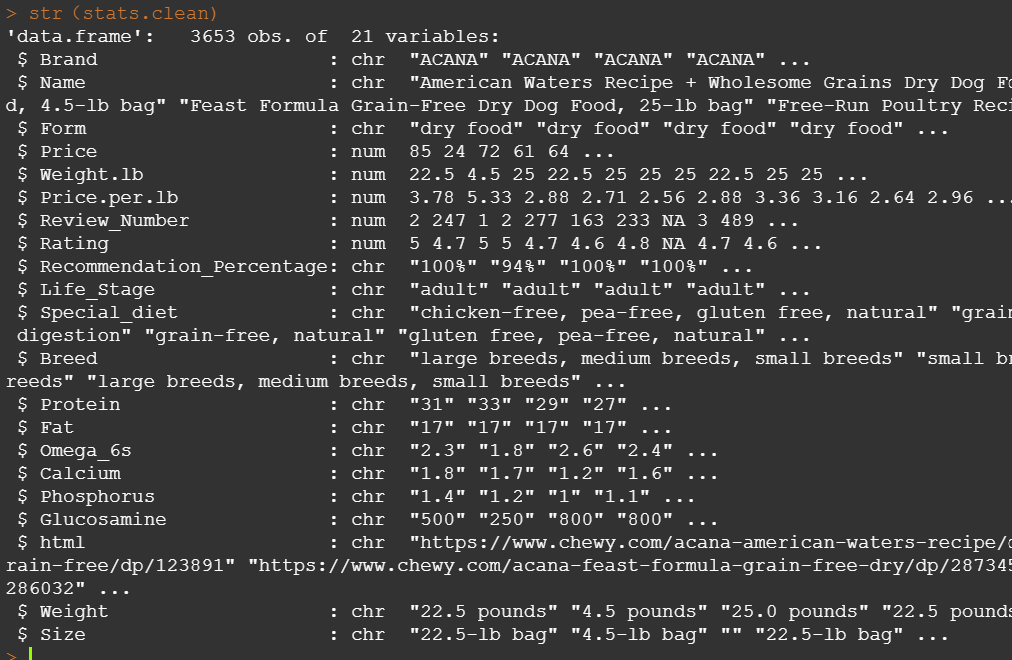 > str(stats.clean)
'data.frame':   3653 obs. of  21 variables:
 $ Brand                    : chr  "ACANA" "ACANA" "ACANA" "ACANA" ...
 $ Name                     : chr  "American Waters Recipe + Wholesome Grains Dry Dog
d, 4.5-lb bag" "Feast Formula Grain-Free Dry Dog Food, 25-lb bag" "Free-Run Poultry Reci
 $ Form                     : chr  "dry food" "dry food" "dry food" "dry food" ...
 $ Price                    : num  85 24 72 61 64 ...
 $ Weight.lb                : num  22.5 4.5 25 22.5 25 25 25 22.5 25 25 ...
 $ Price.per.lb             : num  3.78 5.33 2.88 2.71 2.56 2.88 3.36 3.16 2.64 2.96 ...
 $ Review_Number            : num  2 247 1 2 277 163 233 NA 3 489 ...
 $ Rating                   : num  5 4.7 5 5 4.7 4.6 4.8 NA 4.7 4.6 ...
 $ Recommendation_Percentage: chr  "100%" "94%" "100%" "100%" ...
 $ Life_Stage               : chr  "adult" "adult" "adult" "adult" ...
 $ Special_diet             : chr  "chicken-free, pea-free, gluten free, natural" "grain
 digestion" "grain-free, natural" "gluten free, pea-free, natural" ...
 $ Breed                    : chr  "large breeds, medium breeds, small breeds" "small br
reeds" "large breeds, medium breeds, small breeds" ...
 $ Protein                  : chr  "31" "33" "29" "27" ...
 $ Fat                      : chr  "17" "17" "17" "17" ...
 $ Omega_6s                 : chr  "2.3" "1.8" "2.6" "2.4" ...
 $ Calcium                  : chr  "1.8" "1.7" "1.2" "1.6" ...
 $ Phosphorus               : chr  "1.4" "1.2" "1" "1.1" ...
 $ Glucosamine              : chr  "500" "250" "800" "800" ...
 $ html                     : chr  "https://www.chewy.com/acana-american-waters-recipe/
rain-free/dp/123891" "https://www.chewy.com/acana-feast-formula-grain-free-dry/dp/287345
286032" ...
 $ Weight                   : chr  "22.5 pounds" "4.5 pounds" "25.0 pounds" "22.5 pounds
 $ Size                     : chr  "22.5-lb bag" "4.5-lb bag" "" "22.5-lb bag" ...
>